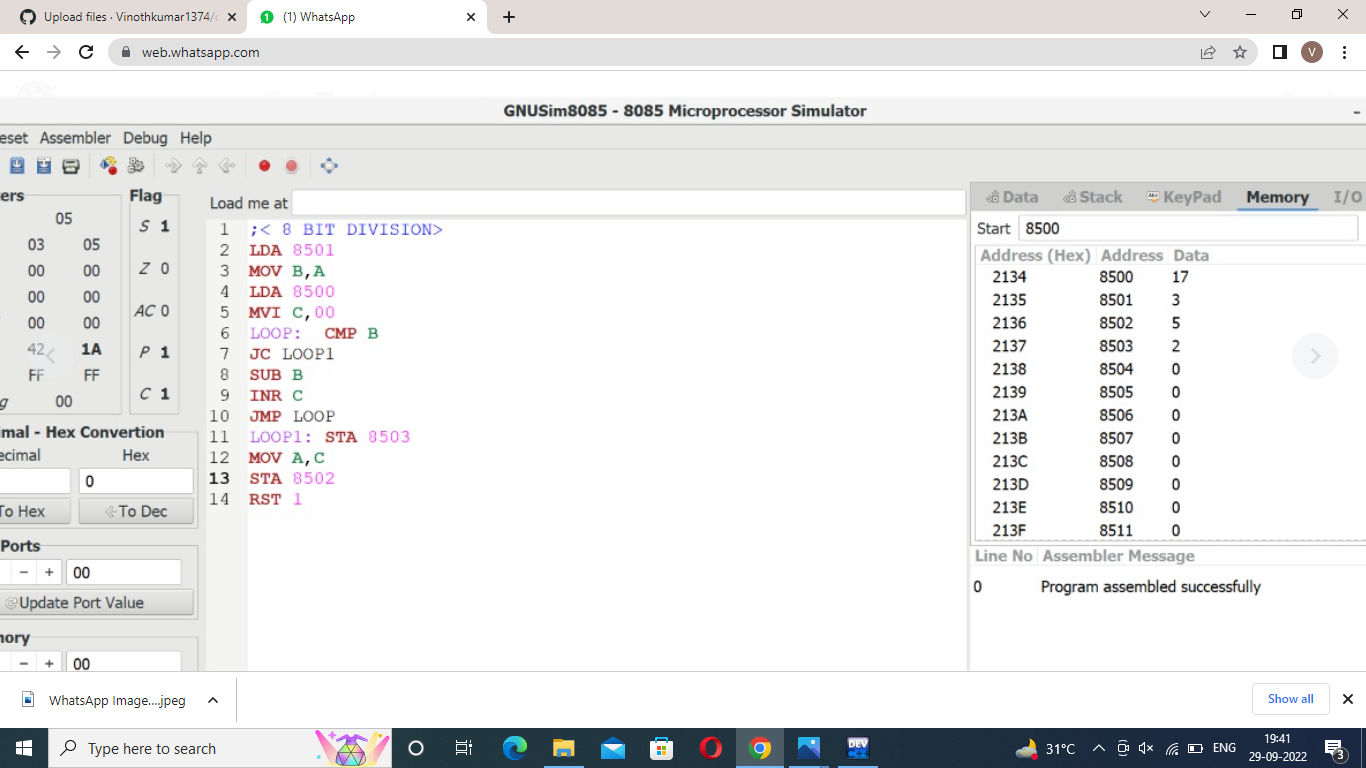 Upload files · Vinothkumar1374/
(1) WhatsApp
web.whatsapp.com
V
GNUSim8085 - 8085 Microprocessor Simulator
eset Assembler Debug Help
ers
05
03 05
00 00
00 00
00 00
42 1A
FF FF
g 00
Flag
S 1
Z 0
AC 0
P 1
C 1
imal - Hex Convertion
ecimal Hex
0
To Hex To Dec
Ports
- + 00
Update Port Value
nory
- + 00
Load me at
1 ;< 8 BIT DIVISION>
2 LDA 8501
3 MOV B,A
4 LDA 8500
5 MVI C,00
6 LOOP: CMP B
7 JC LOOP1
8 SUB B
9 INR C
10 JMP LOOP
11 LOOP1: STA 8503
12 MOV A,C
13 STA 8502
14 RST 1
Data Stack KeyPad Memory I/O
Start 8500
Address (Hex) Address Data
2134 8500 17
2135 8501 3
2136 8502 5
2137 8503 2
2138 8504 0
2139 8505 0
213A 8506 0
213B 8507 0
213C 8508 0
213D 8509 0
213E 8510 0
213F 8511 0
Line No Assembler Message
0 Program assembled successfully
WhatsApp Image....jpeg
Show all
Type here to search
DEV
31°C
ENG
19:41
29-09-2022
3